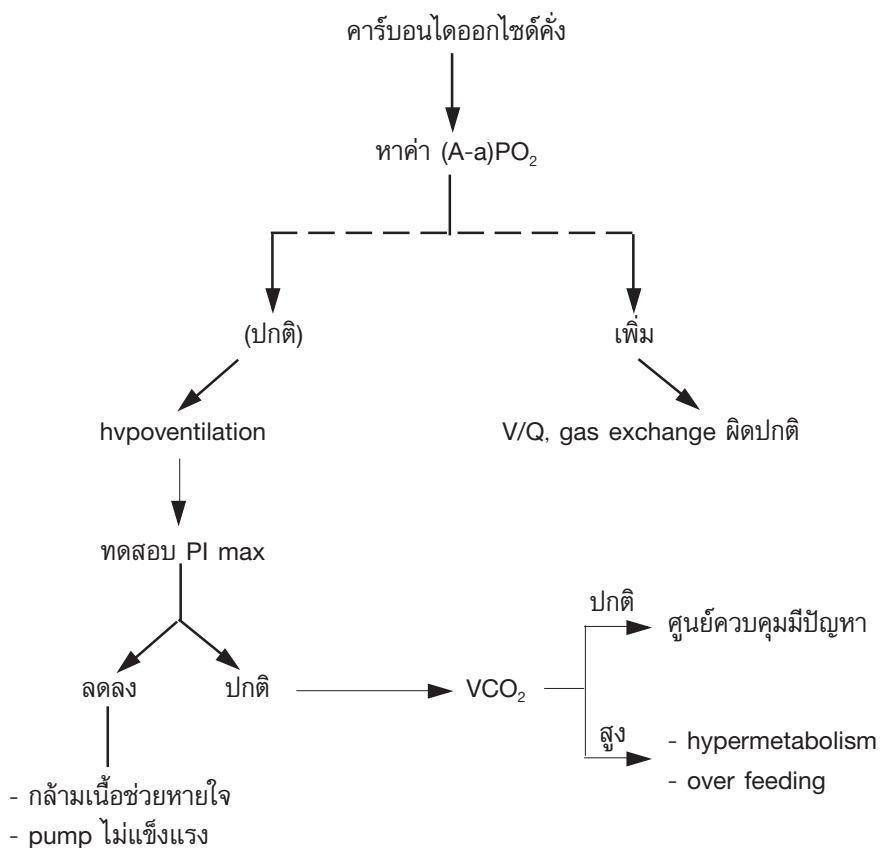 คาร์บอนไดออกไซด์คั่ง
หาค่า (A-a)PO₂
(ปกติ)
เพิ่ม
hvpoventilation
V/Q, gas exchange ผิดปกติ
ทดสอบ PI max
ปกติ
ศูนย์ควบคุมมีปัญหา
ลดลง
ปกติ
VCO₂
สูง
- hypermetabolism
- over feeding
- กล้ามเนื้อช่วยหายใจ
- pump ไม่แข็งแรง